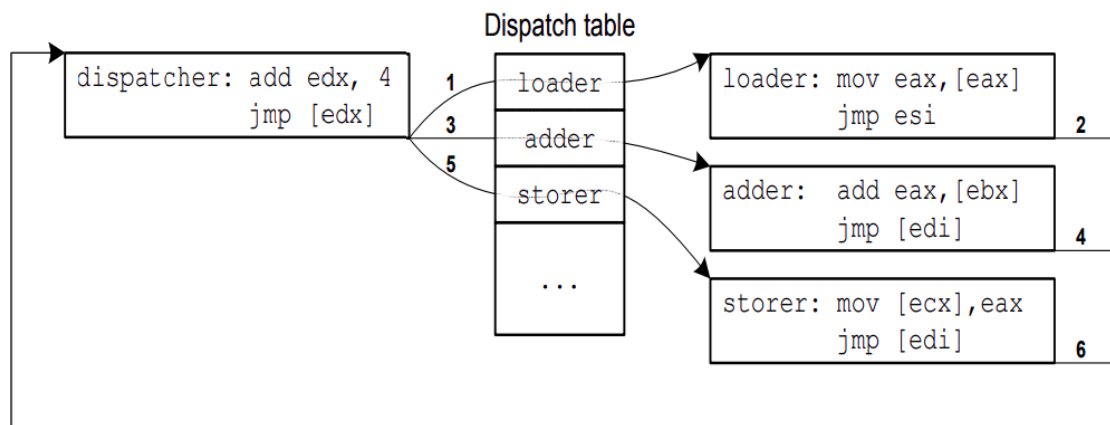 Dispatch table
dispatcher: add edx, 4
jmp [edx]
1
3
5
loader
adder
storer
...
loader: mov eax,[eax]
jmp esi
2
adder: add eax,[ebx]
jmp [edi]
4
storer: mov [ecx],eax
jmp [edi]
6